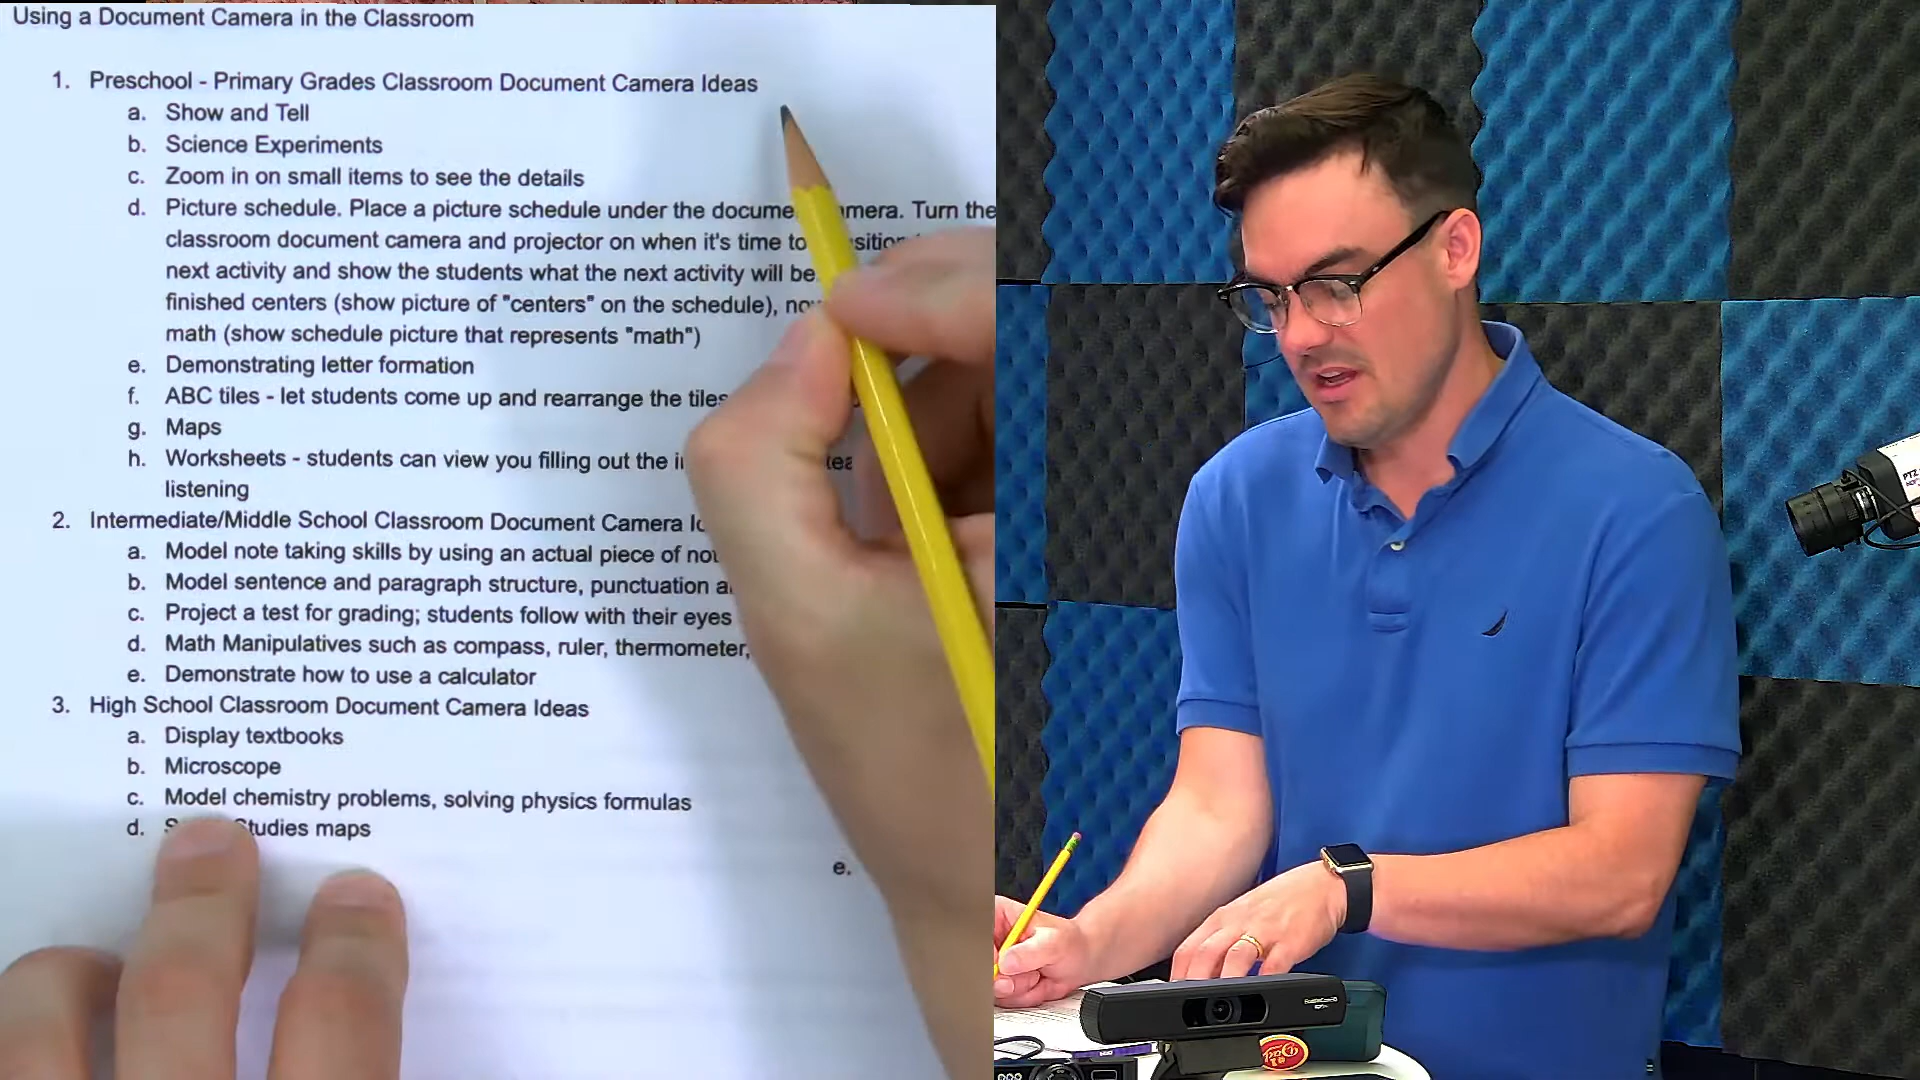 Using a Document Camera in the Classroom
1. Preschool - Primary Grades Classroom Document Camera Ideas
a. Show and Tell
b. Science Experiments
c. Zoom in on small items to see the details
d. Picture schedule. Place a picture schedule under the docume mera. Turn the
classroom document camera and projector on when it's time to sition
next activity and show the students what the next activity will be.
finished centers (show picture of "centers" on the schedule), now
math (show schedule picture that represents "math")
e. Demonstrating letter formation
f. ABC tiles - let students come up and rearrange the tiles
g. Maps
h. Worksheets - students can view you filling out the i tea
listening
2. Intermediate/Middle School Classroom Document Camera Id
a. Model note taking skills by using an actual piece of not
b. Model sentence and paragraph structure, punctuation a
c. Project a test for grading; students follow with their eyes
d. Math Manipulatives such as compass, ruler, thermometer,
e. Demonstrate how to use a calculator
3. High School Classroom Document Camera Ideas
a. Display textbooks
b. Microscope
c. Model chemistry problems, solving physics formulas
d. S Studies maps
e.
PTZ